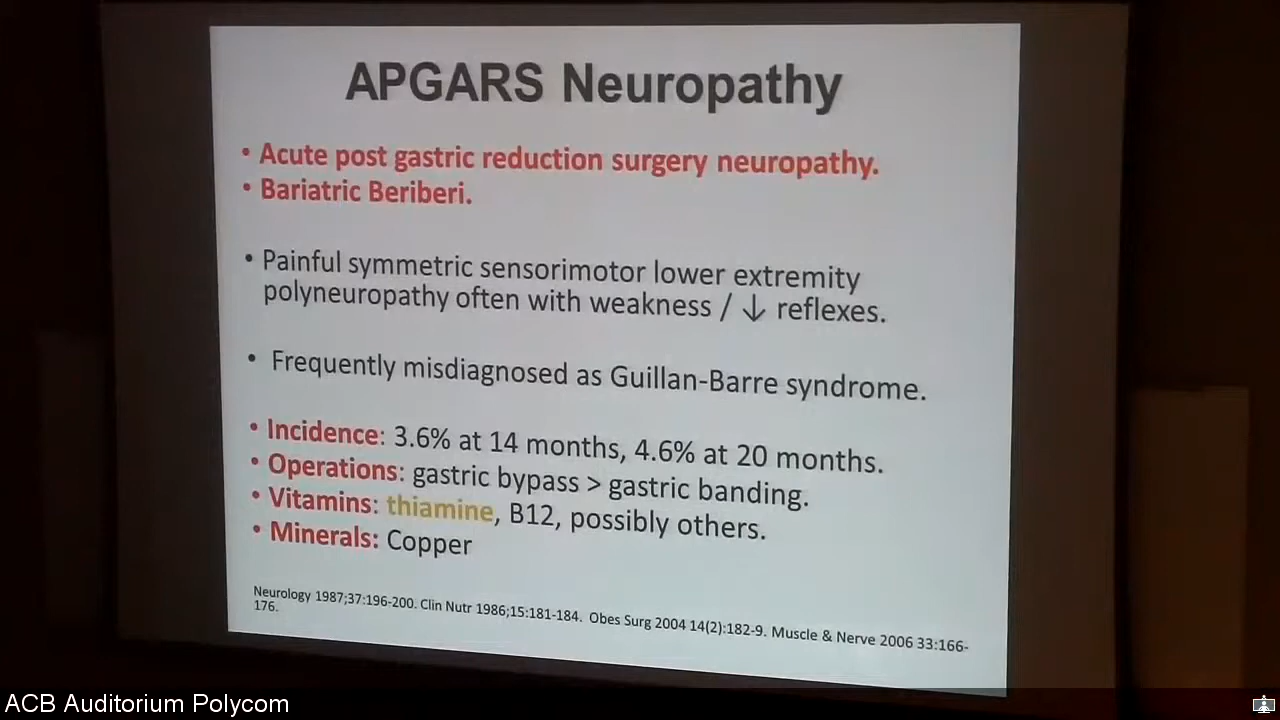 APGARS Neuropathy
• Acute post gastric reduction surgery neuropathy.
• Bariatric Beriberi.
• Painful symmetric sensorimotor lower extremity
polyneuropathy often with weakness / ↓ reflexes.
• Frequently misdiagnosed as Guillan-Barre syndrome.
• Incidence: 3.6% at 14 months, 4.6% at 20 months.
• Operations: gastric bypass > gastric banding.
• Vitamins: thiamine, B12, possibly others.
• Minerals: Copper
Neurology 1987;37:196-200. Clin Nutr 1986;15:181-184. Obes Surg 2004 14(2):182-9. Muscle & Nerve 2006 33:166-
176.
ACB Auditorium Polycom